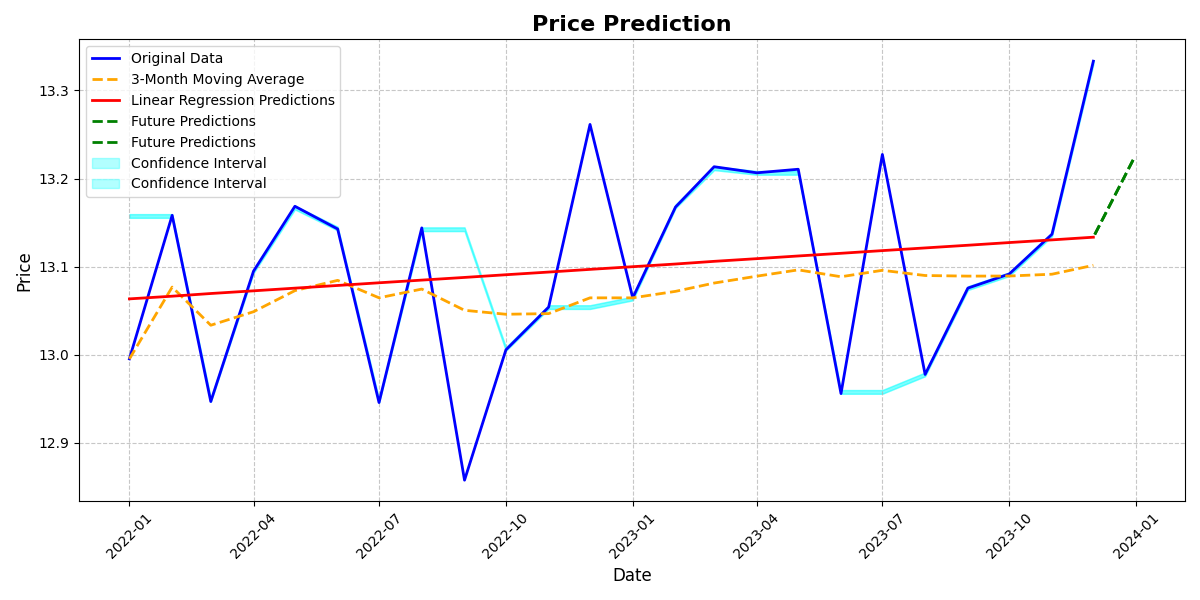 Price Prediction
Original Data
3-Month Moving Average
Linear Regression Predictions
Future Predictions
Future Predictions
Confidence Interval
Confidence Interval
13.3
13.2
13.1
13.0
12.9
Price
2022-01
2022-04
2022-07
2022-10
2023-01
2023-04
2023-07
2023-10
2024-01
Date